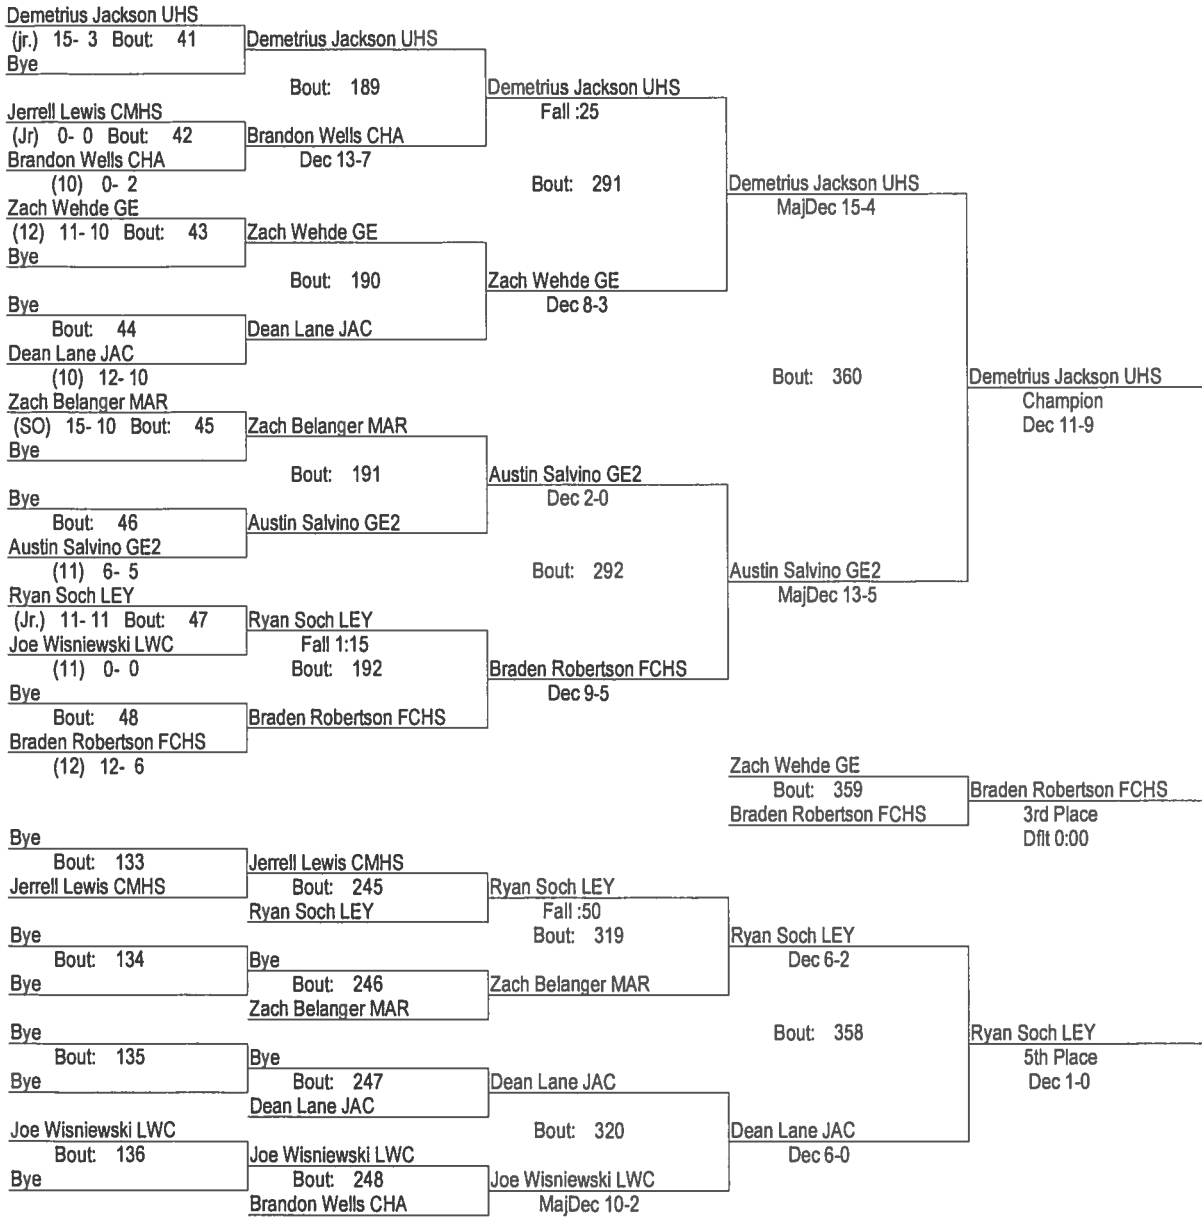 Demetrius Jackson UHS
(jr.) 15- 3 Bout: 41
Bye
Demetrius Jackson UHS
Bout: 189
Jerrell Lewis CMHS
(Jr) 0- 0 Bout: 42
Brandon Wells CHA
(10) 0- 2
Brandon Wells CHA
Dec 13-7
Demetrius Jackson UHS
Fall :25
Bout: 291
Zach Wehde GE
(12) 11- 10 Bout: 43
Bye
Zach Wehde GE
Bout: 190
Bye
Bout: 44
Dean Lane JAC
(10) 12- 10
Dean Lane JAC
Zach Wehde GE
Dec 8-3
Demetrius Jackson UHS
MajDec 15-4
Bout: 360
Demetrius Jackson UHS
Champion
Dec 11-9
Zach Belanger MAR
(SO) 15- 10 Bout: 45
Bye
Zach Belanger MAR
Bout: 191
Bye
Bout: 46
Austin Salvino GE2
(11) 6- 5
Austin Salvino GE2
Austin Salvino GE2
Dec 2-0
Bout: 292
Ryan Soch LEY
(Jr.) 11- 11 Bout: 47
Joe Wisniewski LWC
(11) 0- 0
Ryan Soch LEY
Fall 1:15
Bout: 192
Bye
Bout: 48
Braden Robertson FCHS
(12) 12- 6
Braden Robertson FCHS
Braden Robertson FCHS
Dec 9-5
Austin Salvino GE2
MajDec 13-5
Zach Wehde GE
Bout: 359
Braden Robertson FCHS
Braden Robertson FCHS
3rd Place
Dflt 0:00
Bye
Bout: 133
Jerrell Lewis CMHS
Jerrell Lewis CMHS
Bout: 245
Ryan Soch LEY
Ryan Soch LEY
Fall :50
Bout: 319
Bye
Bout: 134
Bye
Bye
Bout: 246
Zach Belanger MAR
Zach Belanger MAR
Ryan Soch LEY
Dec 6-2
Bout: 358
Bye
Bout: 135
Bye
Bye
Bout: 247
Dean Lane JAC
Dean Lane JAC
Bout: 320
Joe Wisniewski LWC
Bout: 136
Bye
Joe Wisniewski LWC
Bout: 248
Brandon Wells CHA
Joe Wisniewski LWC
MajDec 10-2
Dean Lane JAC
Dec 6-0
Ryan Soch LEY
5th Place
Dec 1-0